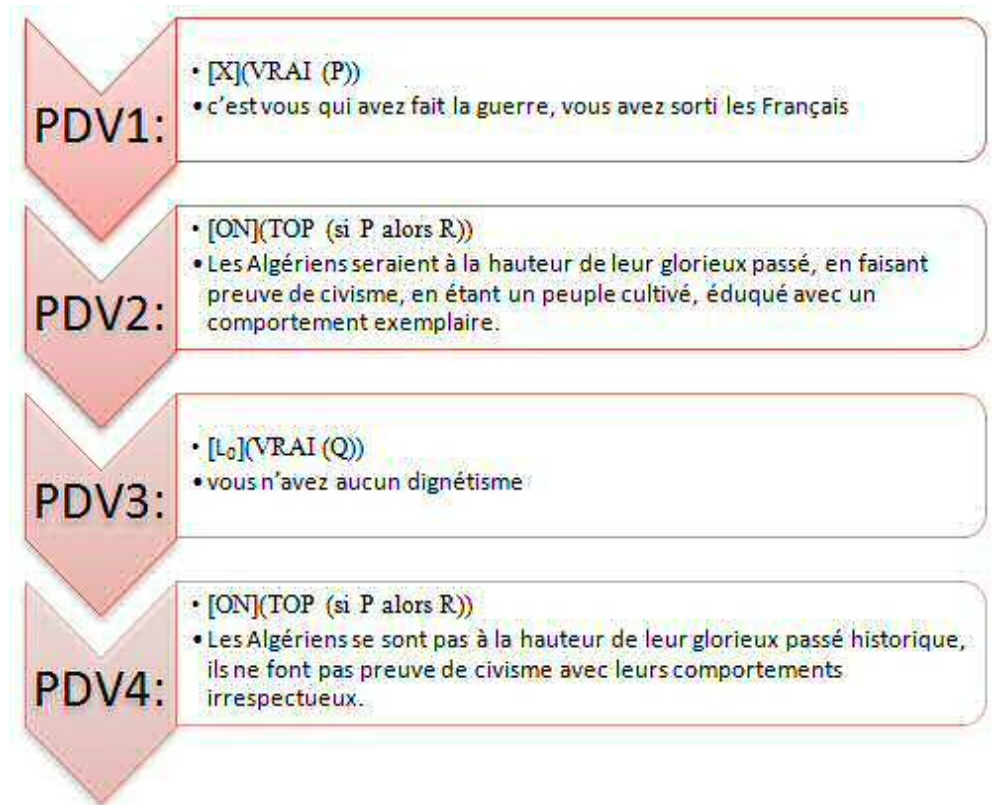 PDV1:
• [X](VRAI (P))
• c'est vous qui avez fait la guerre, vous avez sorti les Français
PDV2:
• [ON](TOP (si P alors R))
• Les Algériens seraient à la hauteur de leur glorieux passé, en faisant
preuve de civisme, en étant un peuple cultivé, éduqué avec un
comportement exemplaire.
PDV3:
• [L₀](VRAI (Q))
• vous n'avez aucun dignétisme
PDV4:
• [ON](TOP (si P alors R))
• Les Algériens se sont pas à la hauteur de leur glorieux passé historique,
ils ne font pas preuve de civisme avec leurs comportements
irrespectueux.